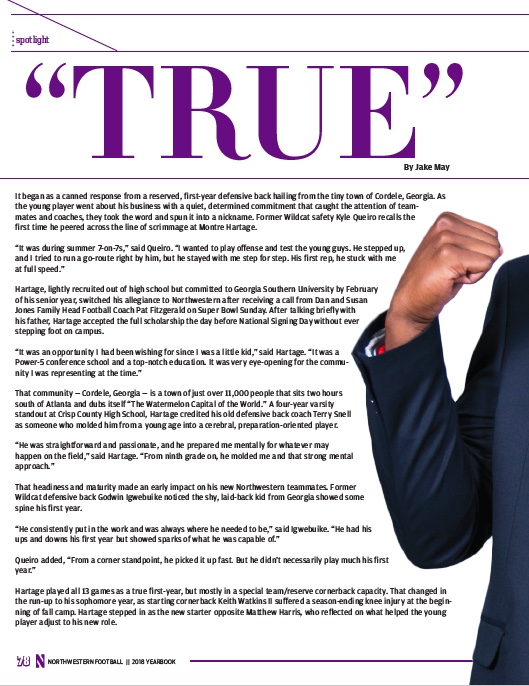 spotlight
“TRUE”
By Jake May
It began as a canned response from a reserved, first-year defensive back hailing from the tiny town of Cordele, Georgia. As
the young player went about his business with a quiet, determined commitment that caught the attention of team-
mates and coaches, they took the word and spun it into a nickname. Former Wildcat safety Kyle Queiro recalls the
first time he peered across the line of scrimmage at Montre Hartage.
“It was during summer 7-on-7s,” said Queiro. “I wanted to play offense and test the young guys. He stepped up,
and I tried to run a go-route right by him, but he stayed with me step for step. His first rep, he stuck with me
at full speed.”
Hartage, lightly recruited out of high school but committed to Georgia Southern University by February
of his senior year, switched his allegiance to Northwestern after receiving a call from Dan and Susan
Jones Family Head Football Coach Pat Fitzgerald on Super Bowl Sunday. After talking briefly with
his father, Hartage accepted the full scholarship the day before National Signing Day without ever
stepping foot on campus.
“It was an opportunity I had been wishing for since I was a little kid,” said Hartage. “It was a
Power-5 conference school and a top-notch education. It was very eye-opening for the commu-
nity I was representing at the time.”
That community – Cordele, Georgia – is a town of just over 11,000 people that sits two hours
south of Atlanta and dubs itself “The Watermelon Capital of the World.” A four-year varsity
standout at Crisp County High School, Hartage credited his old defensive back coach Terry Snell
as someone who molded him from a young age into a cerebral, preparation-oriented player.
“He was straightforward and passionate, and he prepared me mentally for whatever may
happen on the field,” said Hartage. “From ninth grade on, he molded me and that strong mental
approach.”
That headiness and maturity made an early impact on his new Northwestern teammates. Former
Wildcat defensive back Godwin Igwebuike noticed the shy, laid-back kid from Georgia showed some
spine his first year.
“He consistently put in the work and was always where he needed to be,” said Igwebuike. “He had his
ups and downs his first year but showed sparks of what he was capable of.”
Queiro added, “From a corner standpoint, he picked it up fast. But he didn’t necessarily play much his first
year.”
Hartage played all 13 games as a true first-year, but mostly in a special team/reserve cornerback capacity. That changed in
the run-up to his sophomore year, as starting cornerback Keith Watkins II suffered a season-ending knee injury at the begin-
ning of fall camp. Hartage stepped in as the new starter opposite Matthew Harris, who reflected on what helped the young
player adjust to his new role.
78 N NORTHWESTERN FOOTBALL || 2018 YEARBOOK